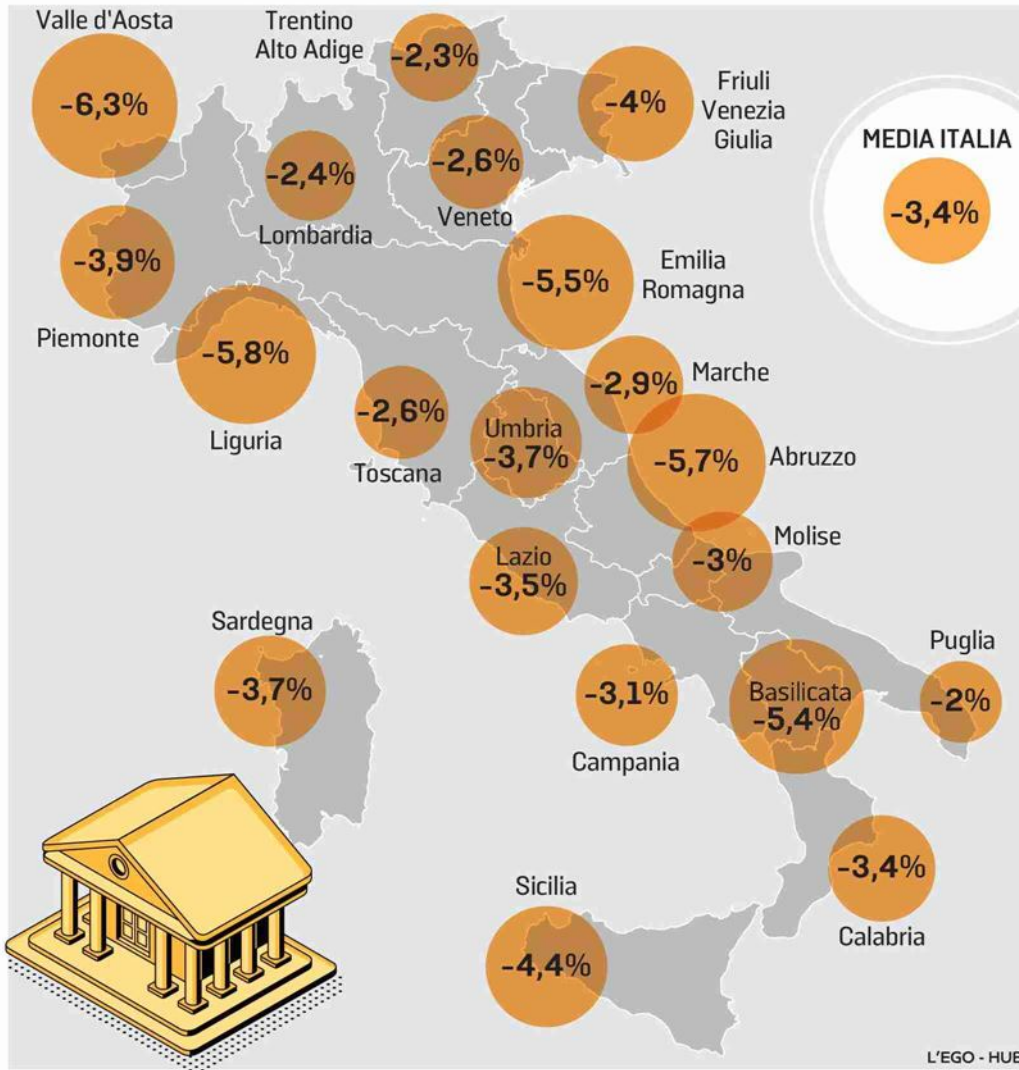 Valle d'Aosta
-6,3%
Trentino
Alto Adige
-2,3%
Friuli
Venezia
Giulia
-4%
MEDIA ITALIA
-3,4%
-2,4%
Lombardia
-2,6%
Veneto
-3,9%
Piemonte
Emilia
Romagna
-5,5%
-5,8%
Liguria
-2,9%
Marche
-2,6%
Toscana
Umbria
-3,7%
-5,7%
Abruzzo
Molise
-3%
Lazio
-3,5%
Sardegna
-3,7%
-3,1%
Campania
Basilicata
-5,4%
Puglia
-2%
-3,4%
Calabria
Sicilia
-4,4%
L'EGO - HUB